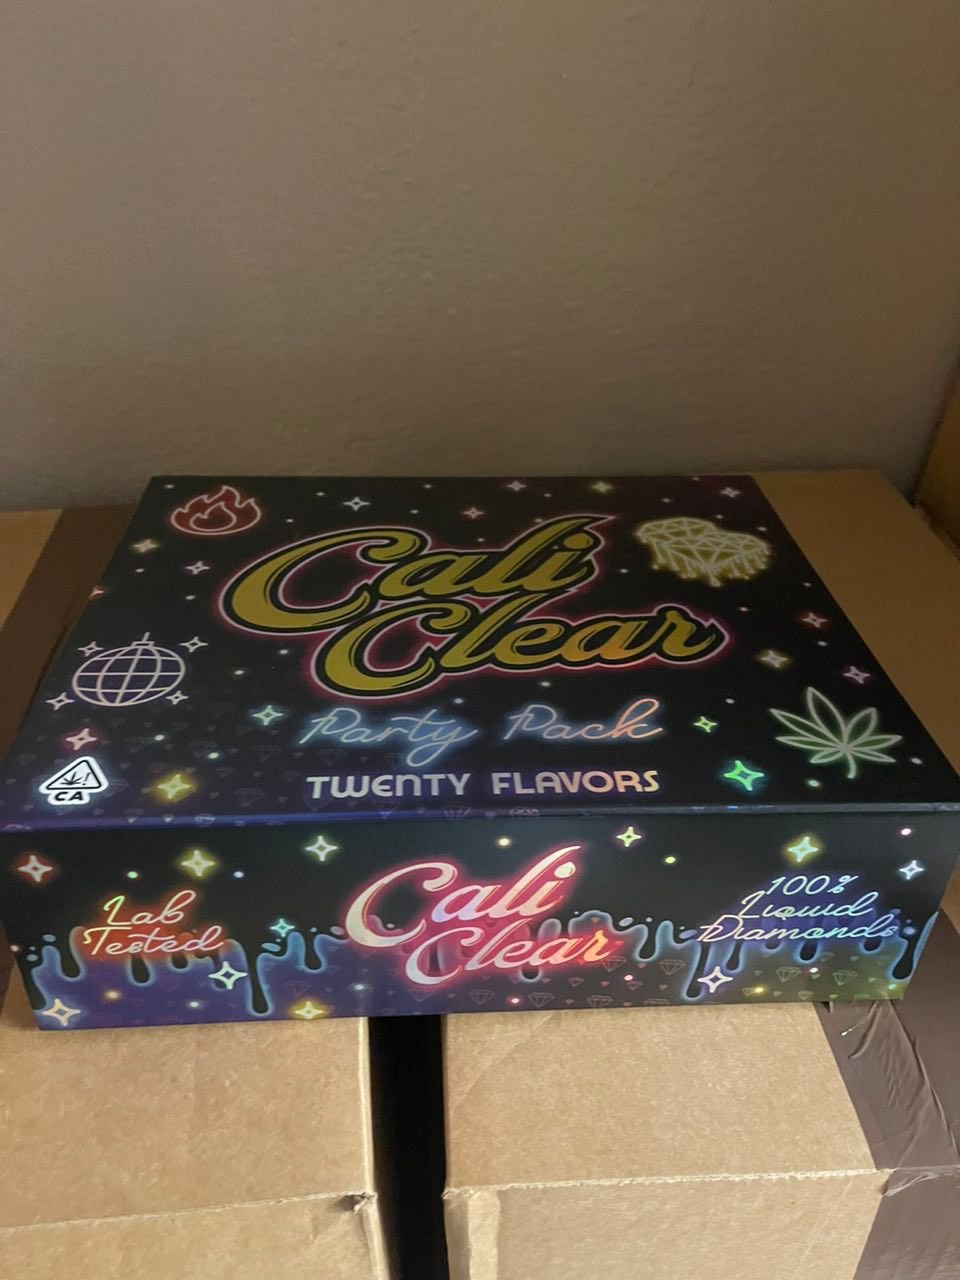 Cali
Clear
Party Pack
TWENTY FLAVORS
CA
Lab
Tested
Cali
Clear
100%
Liquid
Diamonds